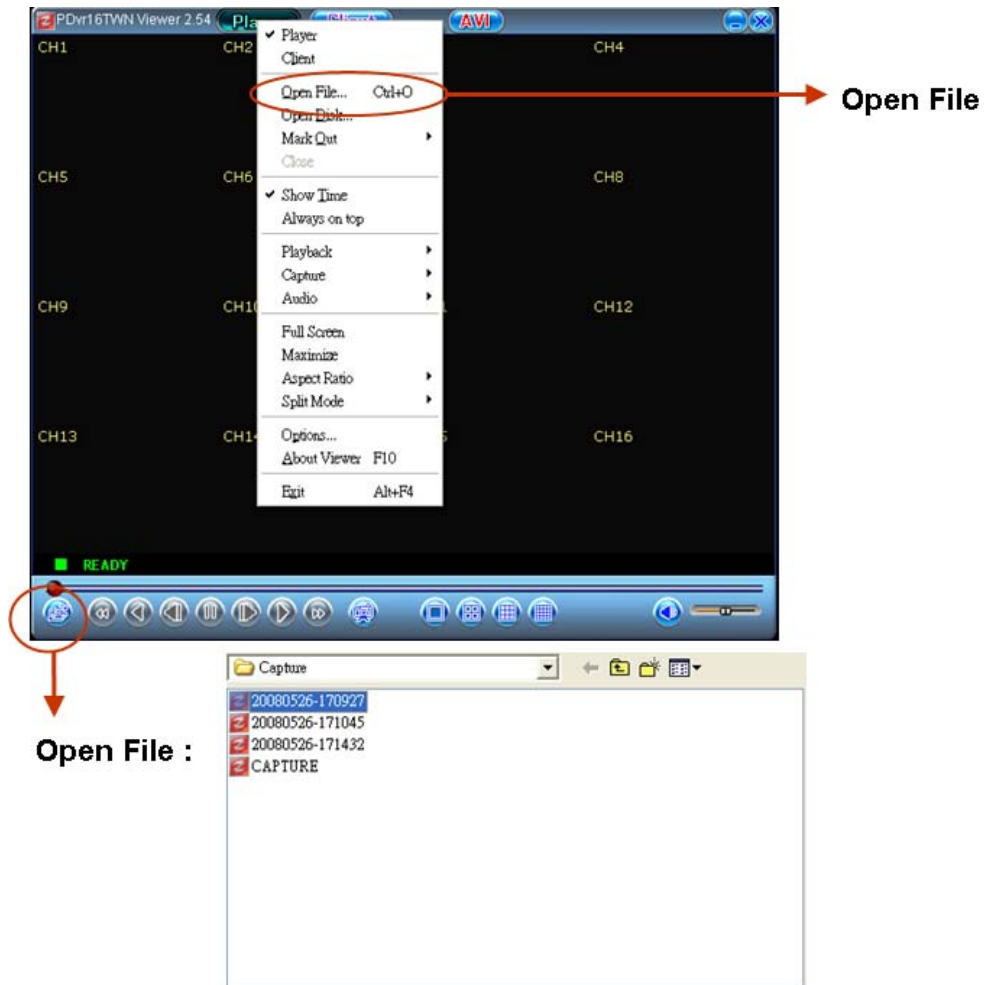 PDvr16TWN Viewer 2.54 Pla AVI
CH1 CH2 CH4
Player
Client
Open File... Ctrl+O
Open File
Open Disk...
Mark Out
Close
CH5 CH6 CH8
Show Time
Always on top
Playback
Capture
Audio
CH9 CH10 CH12
Full Screen
Maximize
Aspect Ratio
Split Mode
CH13 CH14 CH16
Options...
About Viewer F10
Exit Alt+F4
READY
Capture
20080526-170927
20080526-171045
20080526-171432
CAPTURE
Open File :